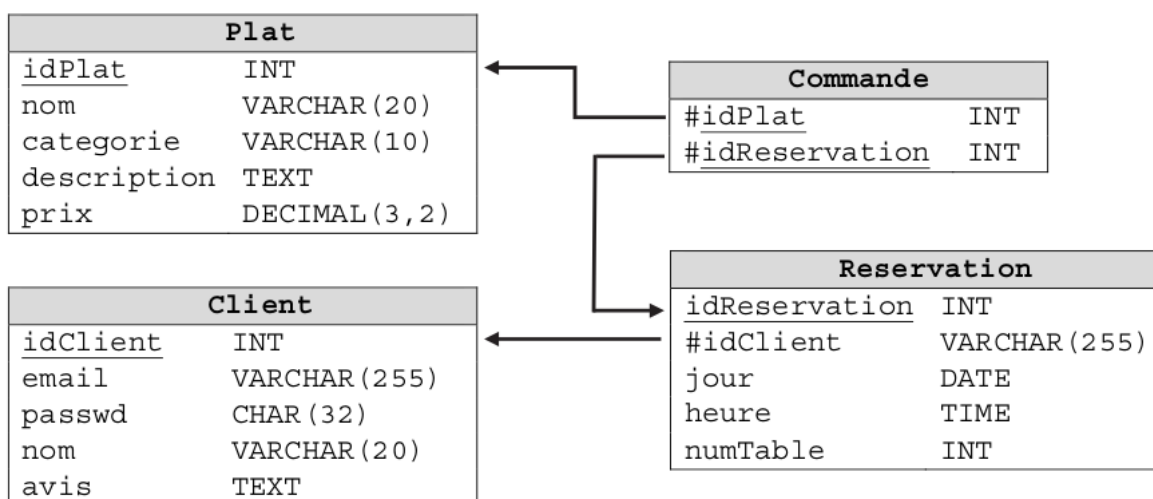 Plat
idPlat INT
nom VARCHAR(20)
categorie VARCHAR(10)
description TEXT
prix DECIMAL(3,2)
Commande
#idPlat INT
#idReservation INT
Client
idClient INT
email VARCHAR(255)
passwd CHAR(32)
nom VARCHAR(20)
avis TEXT
Reservation
idReservation INT
#idClient VARCHAR(255)
jour DATE
heure TIME
numTable INT